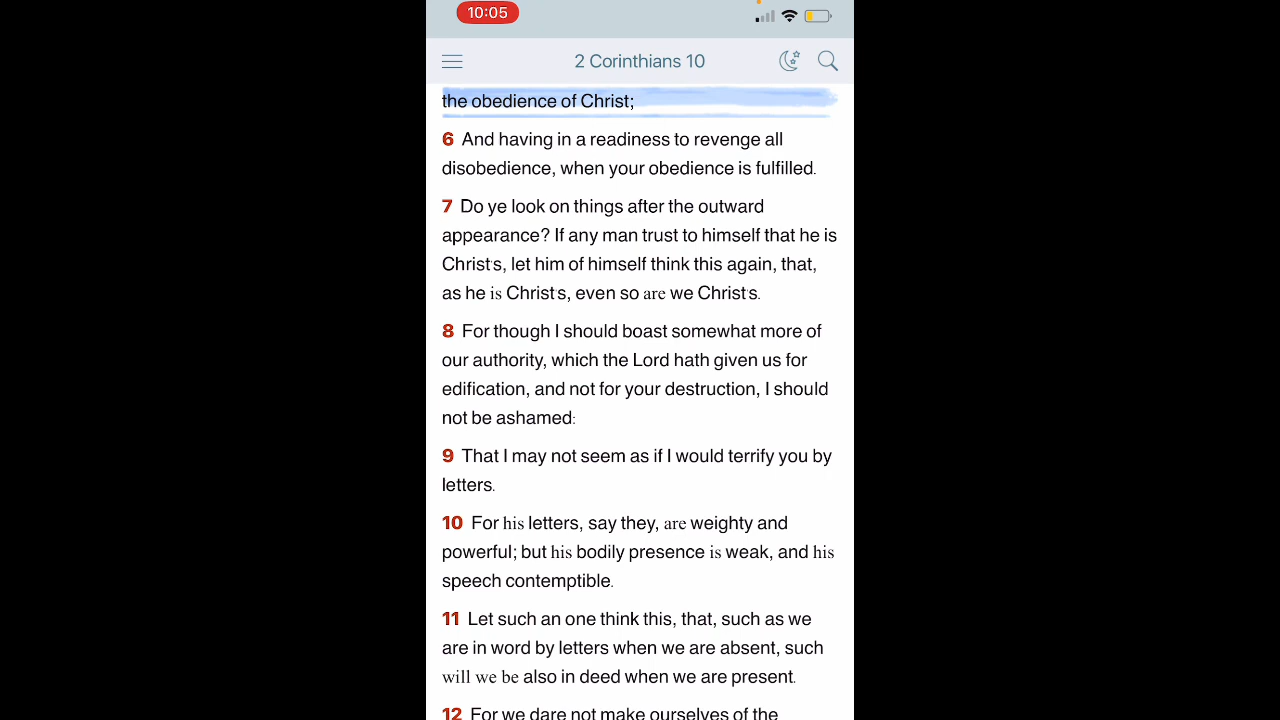 10:05
2 Corinthians 10
the obedience of Christ;
6 And having in a readiness to revenge all
disobedience, when your obedience is fulfilled.
7 Do ye look on things after the outward
appearance? If any man trust to himself that he is
Christ's, let him of himself think this again, that,
as he is Christ's, even so are we Christ's.
8 For though I should boast somewhat more of
our authority, which the Lord hath given us for
edification, and not for your destruction, I should
not be ashamed:
9 That I may not seem as if I would terrify you by
letters.
10 For his letters, say they, are weighty and
powerful; but his bodily presence is weak, and his
speech contemptible.
11 Let such an one think this, that, such as we
are in word by letters when we are absent, such
will we be also in deed when we are present.
12 For we dare not make ourselves of the